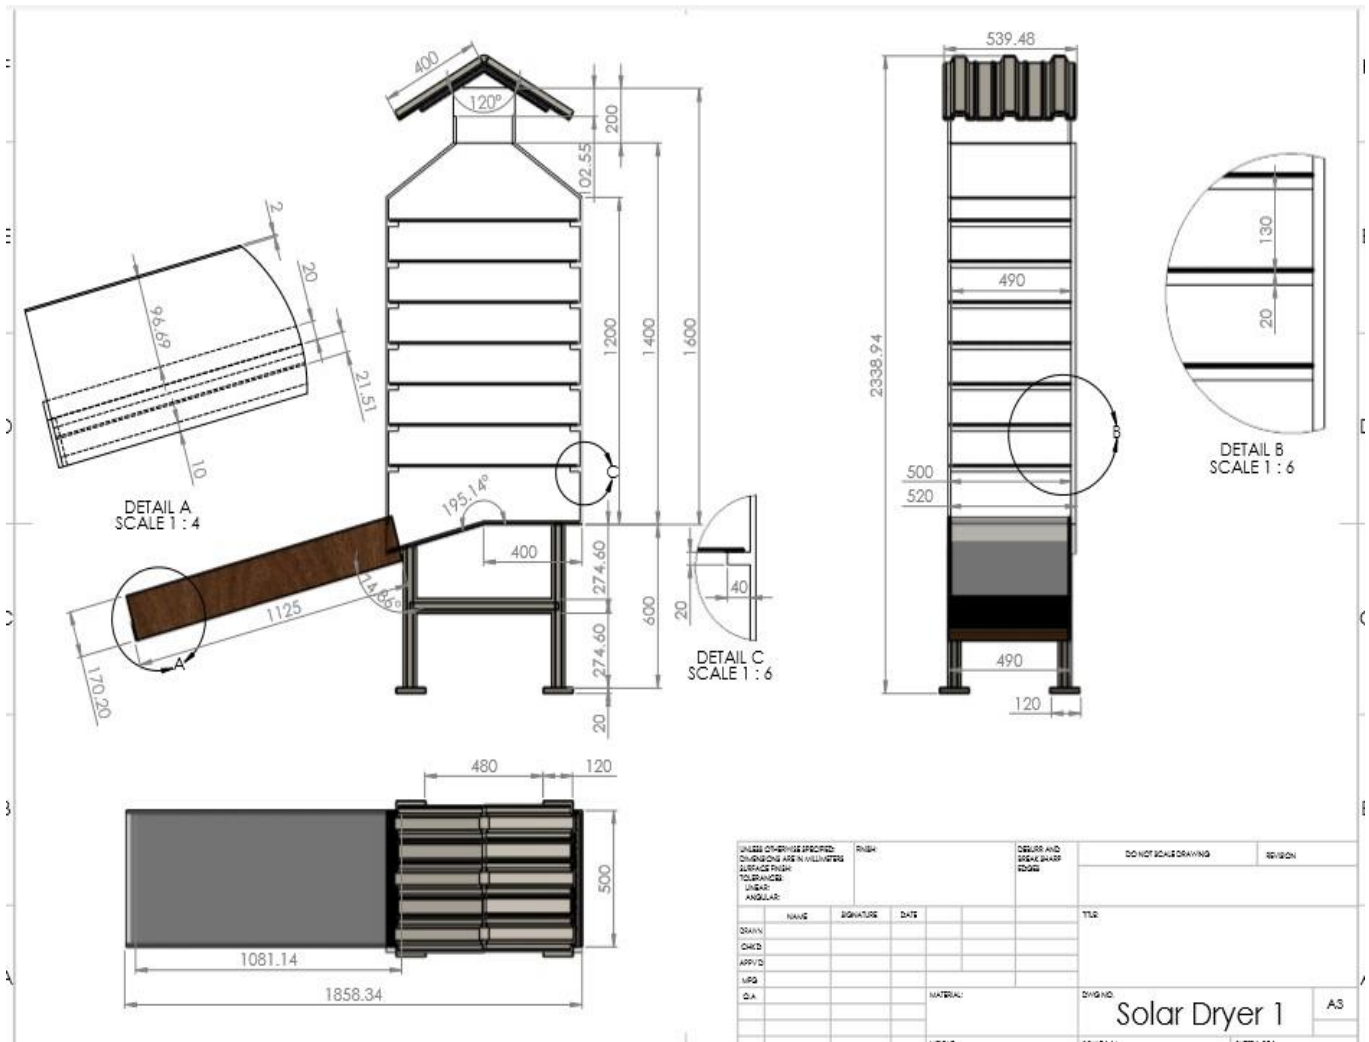 539.48
400
120°
200
102.55
2
20
96.69
21.51
10
DETAIL A
SCALE 1 : 4
1200
1400
1600
2338.94
490
130
20
B
DETAIL B
SCALE 1 : 6
500
520
C
195.14°
400
274.60
600
14.86°
1125
40
20
DETAIL C
SCALE 1 : 6
A
170.20
274.60
20
490
120
480
120
500
1081.14
1858.34
UNLESS OTHERWISE SPECIFIED:
DIMENSIONS ARE IN MILLIMETERS
SURFACE FINISH:
TOLERANCES:
LINEAR:
ANGULAR:
FINISH:
DEBURR AND
BREAK SHARP
EDGES
DO NOT SCALE DRAWING
REVISION
NAME
SIGNATURE
DATE
TITLE:
DRAWN
CHK'D
APPV'D
MFG
Q.A
MATERIAL:
DWG NO.
Solar Dryer 1
A3